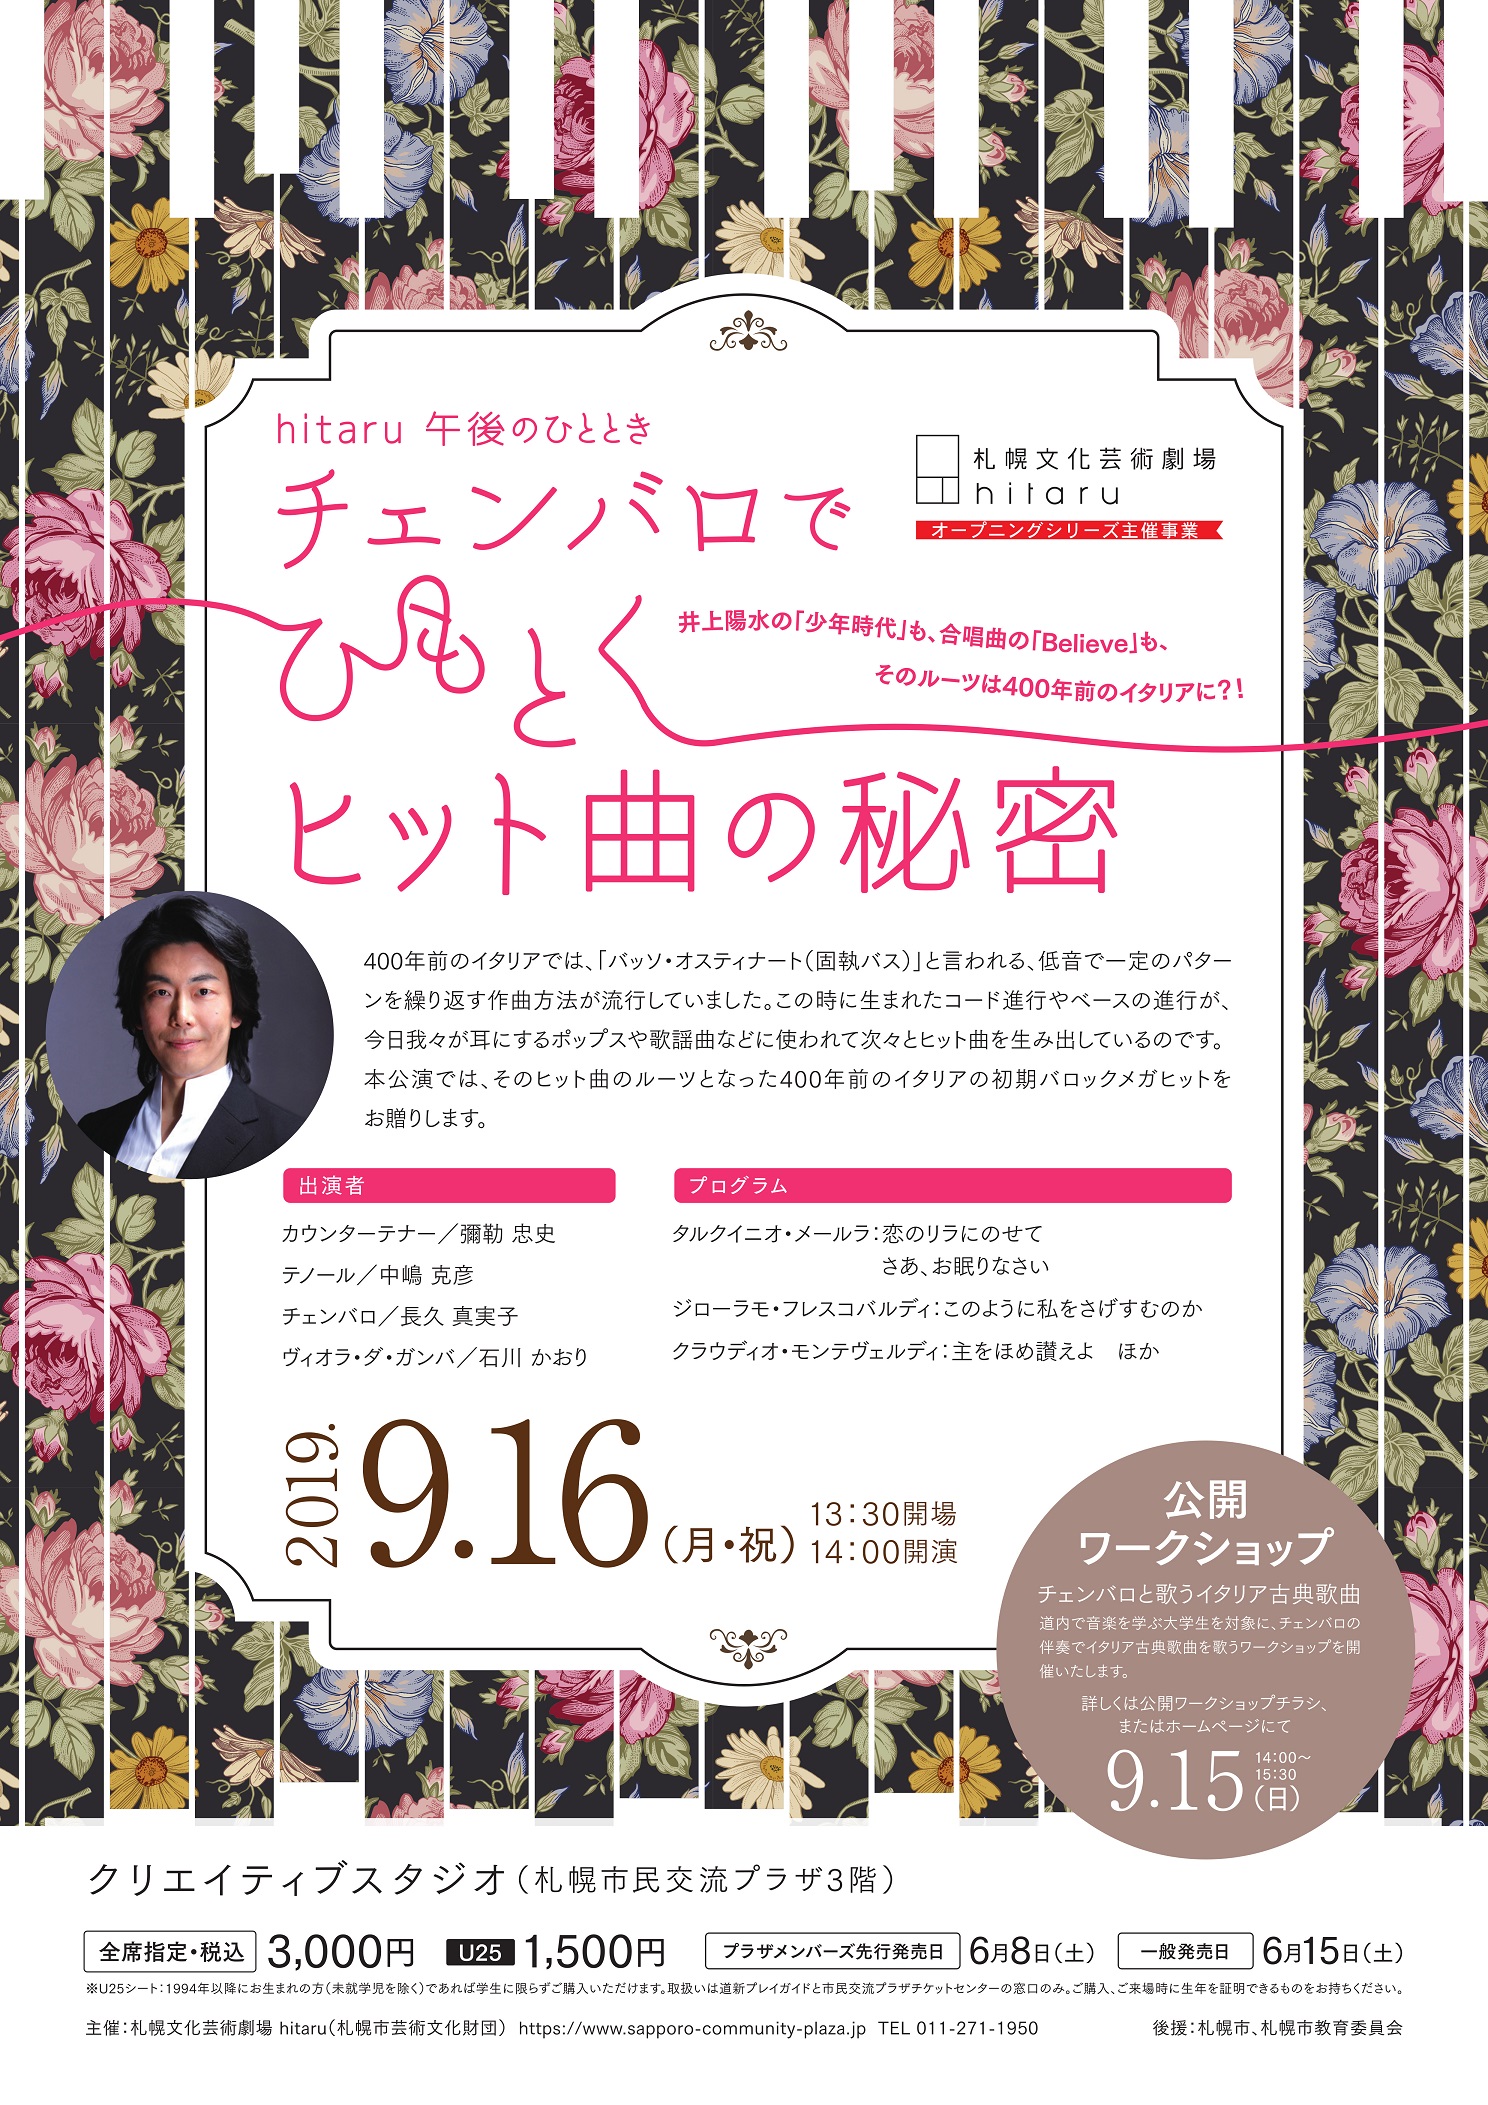 hitaru 午後のひととき
チェンバロで
ひもとく
ヒット曲の秘密
札幌文化芸術劇場
hitaru
オープニングシリーズ主催事業
井上陽水の「少年時代」も、合唱曲の「Believe」も、
そのルーツは400年前のイタリアに?!
400年前のイタリアでは、「バッソ・オスティナート(固執バス)」と言われる、低音で一定のパター
ンを繰り返す作曲方法が流行していました。この時に生まれたコード進行やベースの進行が、
今日我々が耳にするポップスや歌謡曲などに使われて次々とヒット曲を生み出しているのです。
本公演では、そのヒット曲のルーツとなった400年前のイタリアの初期バロックメガヒットを
お贈りします。
出演者
カウンターテナー/彌勒 忠史
テノール/中嶋 克彦
チェンバロ/長久 真実子
ヴィオラ・ダ・ガンバ/石川 かおり
プログラム
タルクイニオ・メールラ:恋のリラにのせて
さあ、お眠りなさい
ジローラモ・フレスコバルディ:このように私をさげすむのか
クラウディオ・モンテヴェルディ:主をほめ讃えよ ほか
2019.
9.16(月・祝)
13:30開場
14:00開演
公開
ワークショップ
チェンバロと歌うイタリア古典歌曲
道内で音楽を学ぶ大学生を対象に、チェンバロの
伴奏でイタリア古典歌曲を歌うワークショップを開
催いたします。
詳しくは公開ワークショップチラシ、
またはホームページにて
9.15(日) 14:00〜
15:30
クリエイティブスタジオ(札幌市民交流プラザ3階)
全席指定・税込 3,000円 U25 1,500円 プラザメンバーズ先行発売日 6月8日(土) 一般発売日 6月15日(土)
※U25シート:1994年以降にお生まれの方(未就学児を除く)であれば学生に限らずご購入いただけます。取扱いは道新プレイガイドと市民交流プラザチケットセンターの窓口のみ。ご購入、ご来場時に生年を証明できるものをお持ちください。
主催:札幌文化芸術劇場 hitaru(札幌市芸術文化財団) https://www.sapporo-community-plaza.jp TEL 011-271-1950 後援:札幌市、札幌市教育委員会